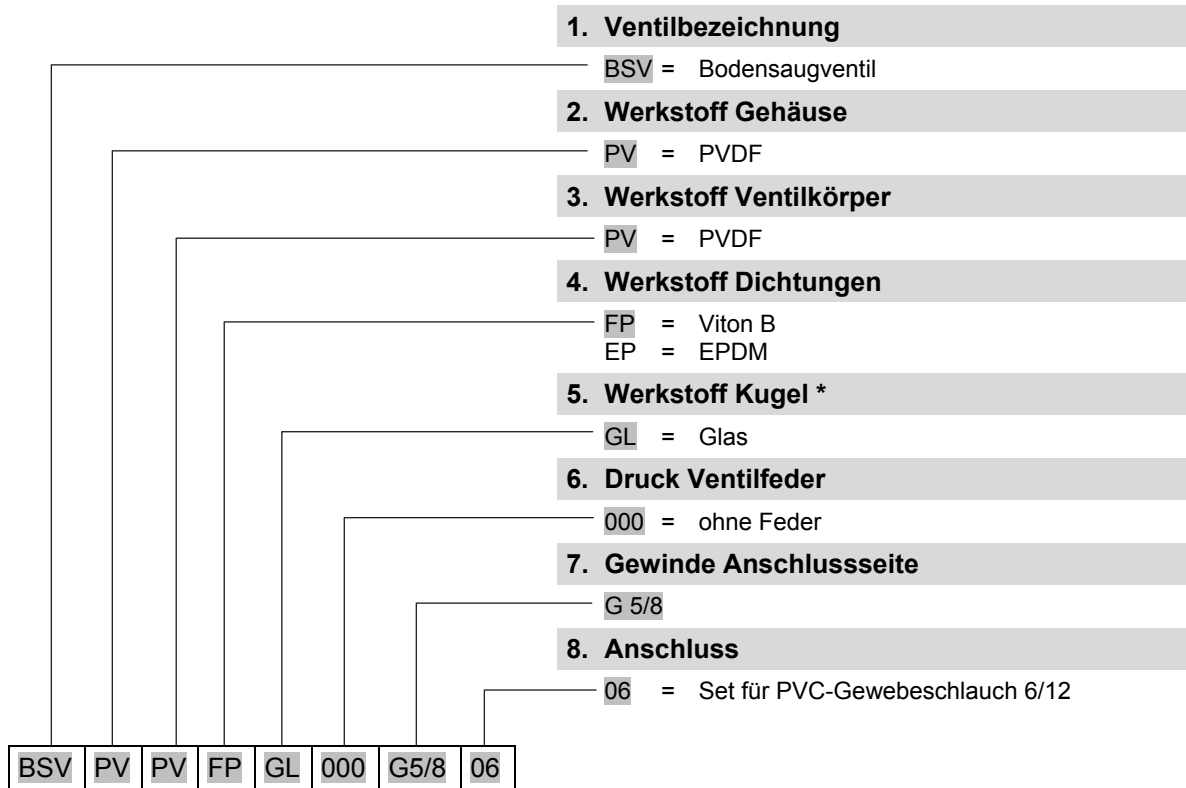 1. Ventilbezeichnung
BSV = Bodensaugventil
2. Werkstoff Gehäuse
PV = PVDF
3. Werkstoff Ventilkörper
PV = PVDF
4. Werkstoff Dichtungen
FP = Viton B
EP = EPDM
5. Werkstoff Kugel *
GL = Glas
6. Druck Ventilfeder
000 = ohne Feder
7. Gewinde Anschlussseite
G 5/8
8. Anschluss
06 = Set für PVC-Gewebeschlauch 6/12
BSV PV PV FP GL 000 G5/8 06